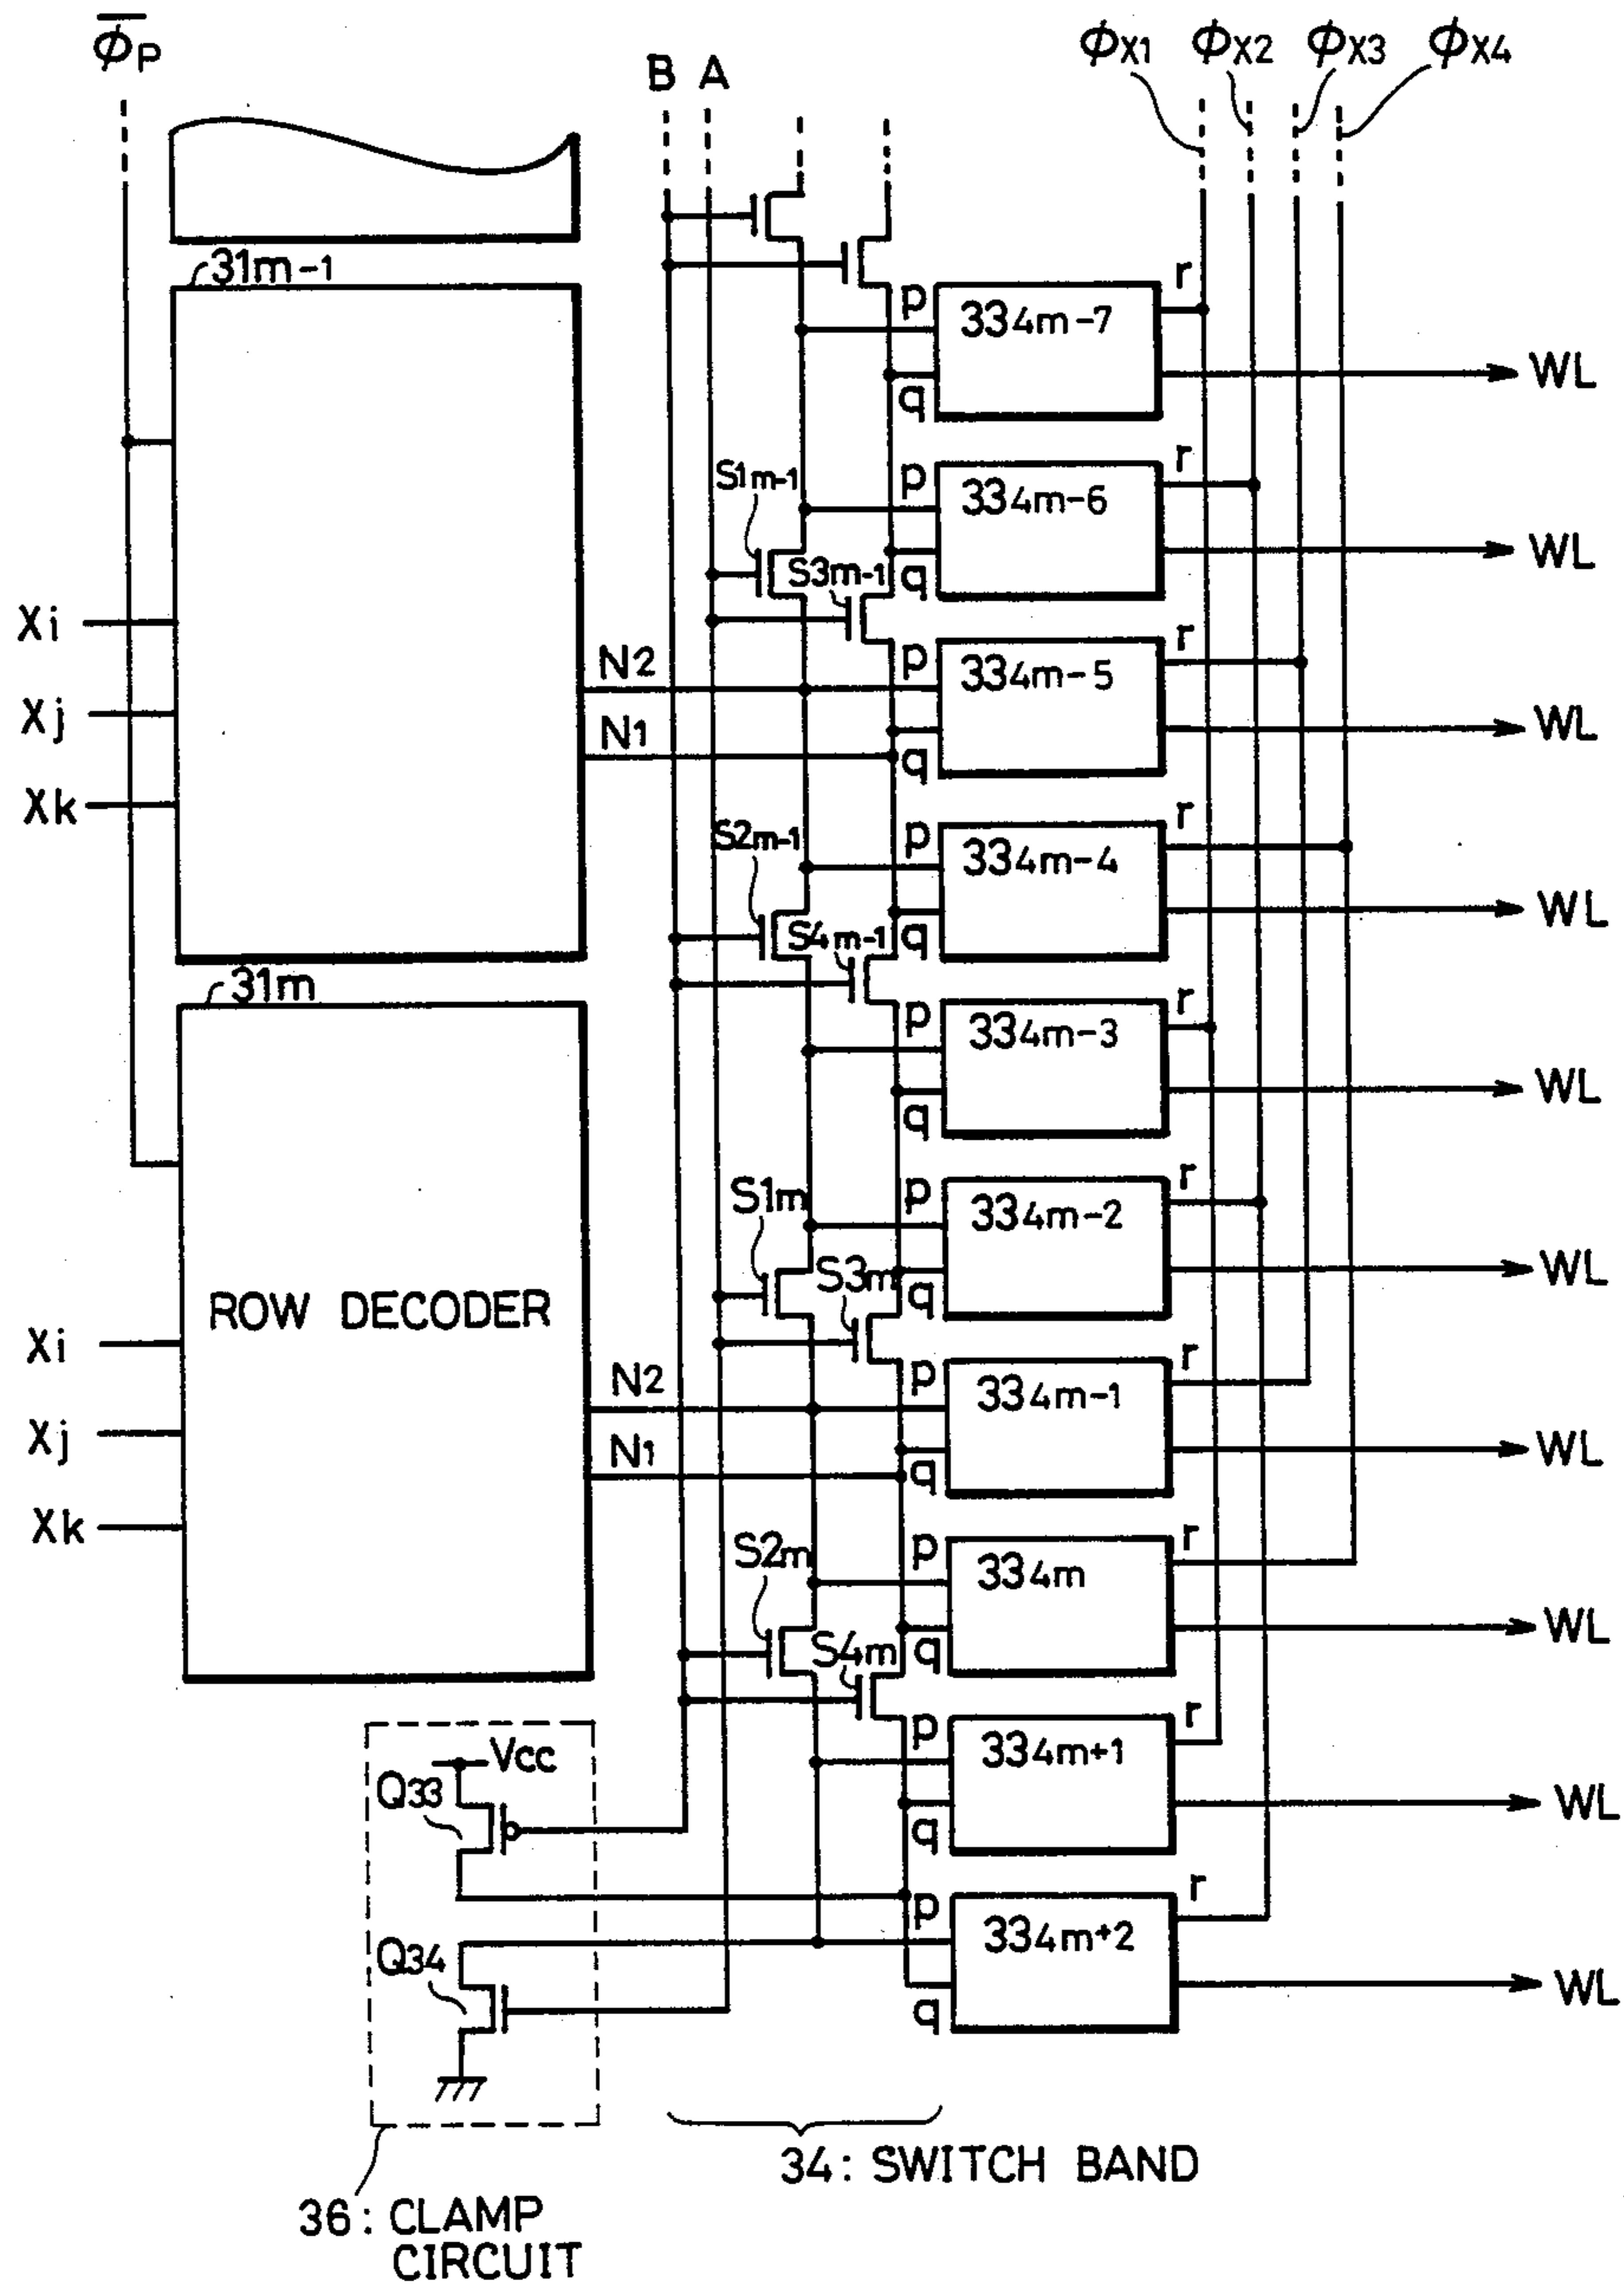 φ̅P
B A
φX1 φX2 φX3 φX4
31m-1
p 334m-7 r
q WL
S1m-1
p 334m-6 r
q WL
S3m-1
Xi
N2 p 334m-5 r
Xj
N1 q WL
Xk
S2m-1
p 334m-4 r
q WL
S4m-1
31m
p 334m-3 r
q WL
S1m
p 334m-2 r
q WL
S3m
ROW DECODER
Xi
N2 p 334m-1 r
Xj
N1 q WL
Xk
S2m
p 334m r
q WL
S4m
p 334m+1 r
Vcc
Q33
q WL
p 334m+2 r
Q34
q WL
34: SWITCH BAND
36: CLAMP
CIRCUIT